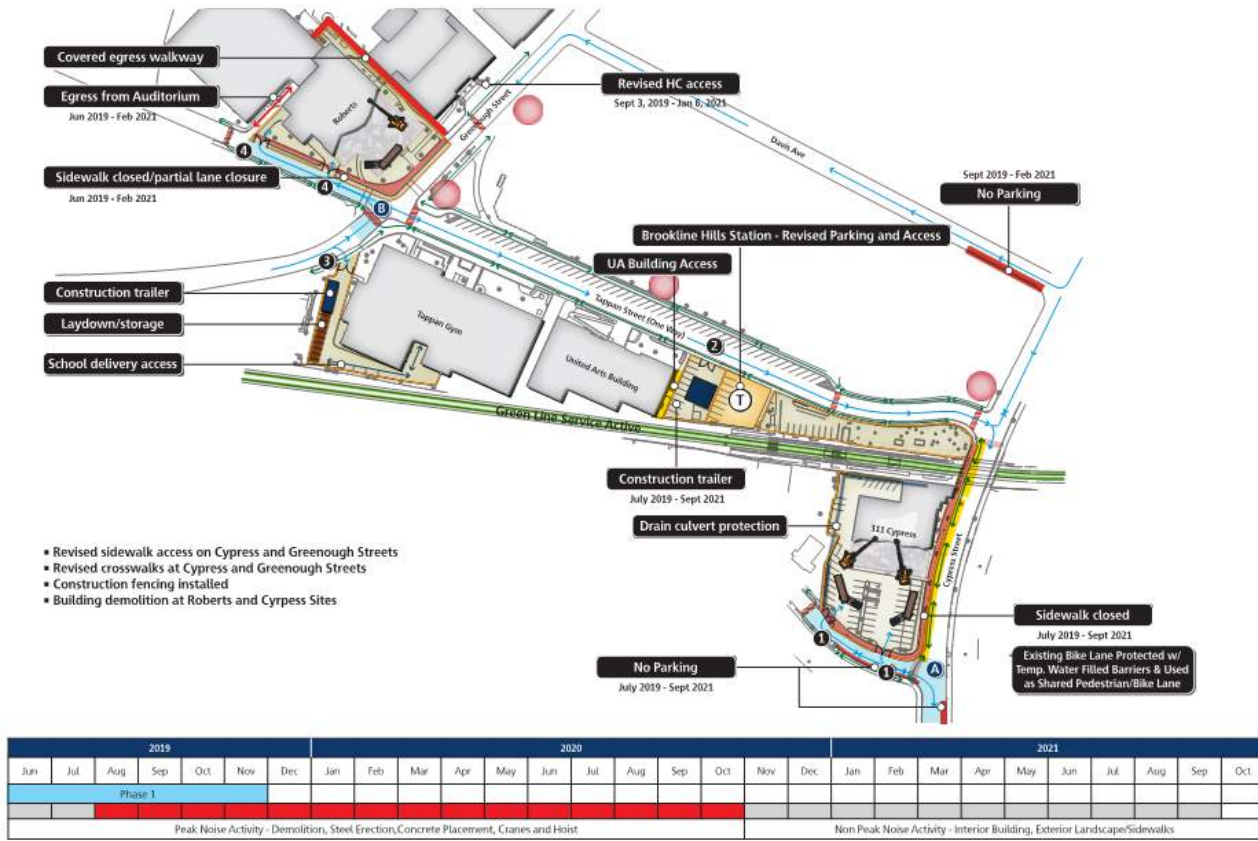 Covered egress walkway
Egress from Auditorium
Jun 2019 - Feb 2021
Roberts
Greenough Street
Revised HC access
Sept 3, 2019 - Jan 6, 2021
Davis Ave
Sept 2019 - Feb 2021
No Parking
4
Sidewalk closed/partial lane closure
4
Jun 2019 - Feb 2021
B
Brookline Hills Station - Revised Parking and Access
UA Building Access
3
Construction trailer
Laydown/storage
School delivery access
Tappan Gym
Tappan Street (One Way)
2
United Arts Building
T
Green Line Service Active
Construction trailer
July 2019 - Sept 2021
Drain culvert protection
111 Cypress
Cypress Street
▪ Revised sidewalk access on Cypress and Greenough Streets
▪ Revised crosswalks at Cypress and Greenough Streets
▪ Construction fencing installed
▪ Building demolition at Roberts and Cyrpess Sites
Sidewalk closed
July 2019 - Sept 2021
1
1
A
No Parking
July 2019 - Sept 2021
Existing Bike Lane Protected w/
Temp. Water Filled Barriers & Used
as Shared Pedestrian/Bike Lane
2019 2020 2021
Jun Jul Aug Sep Oct Nov Dec Jan Feb Mar Apr May Jun Jul Aug Sep Oct Nov Dec Jan Feb Mar Apr May Jun Jul Aug Sep Oct
Phase 1
Peak Noise Activity - Demolition, Steel Erection,Concrete Placement, Cranes and Hoist Non Peak Noise Activity - Interior Building, Exterior Landscape/Sidewalks